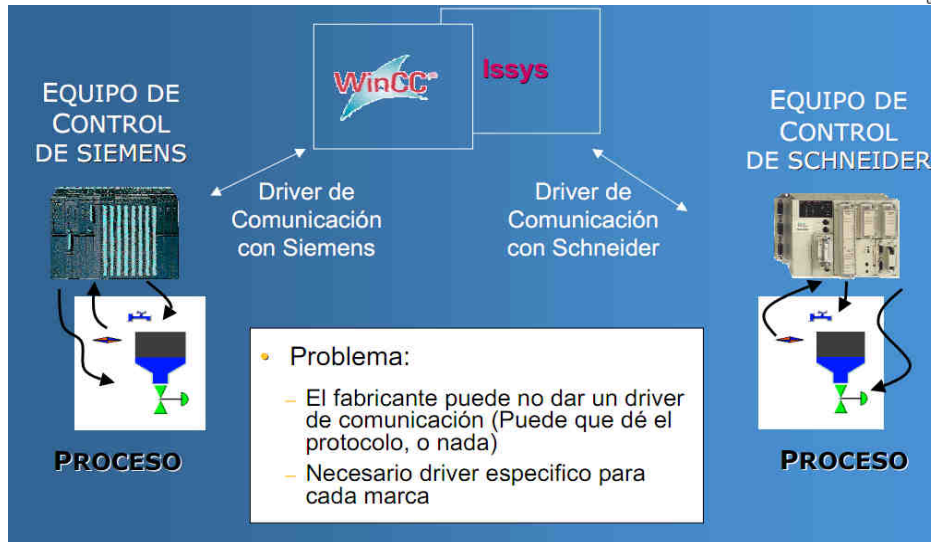 WinCC
Issys
EQUIPO DE
CONTROL
DE SIEMENS
EQUIPO DE
CONTROL
DE SCHNEIDER
Driver de
Comunicación
con Siemens
Driver de
Comunicación
con Schneider
• Problema:
– El fabricante puede no dar un driver
de comunicación (Puede que dé el
protocolo, o nada)
– Necesario driver especifico para
cada marca
PROCESO
PROCESO